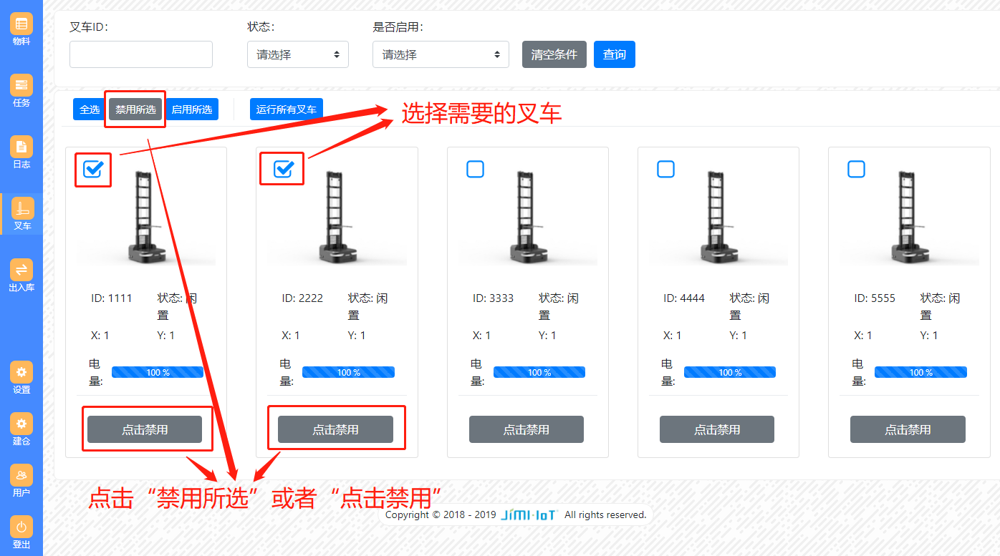 物料
任务
日志
叉车
出入库
设置
建仓
用户
登出
叉车ID:
状态:
是否启用:
请选择
请选择
清空条件
查询
全选
禁用所选
启用所选
运行所有叉车
选择需要的叉车
ID: 1111
状态: 闲
置
X: 1
Y: 1
电
量:
100 %
点击禁用
ID: 2222
状态: 闲
置
X: 1
Y: 1
电
量:
100 %
点击禁用
ID: 3333
状态: 闲
置
X: 1
Y: 1
电
量:
100 %
点击禁用
ID: 4444
状态: 闲
置
X: 1
Y: 1
电
量:
100 %
点击禁用
ID: 5555
状态: 闲
置
X: 1
Y: 1
电
量:
100 %
点击禁用
点击“禁用所选”或者“点击禁用”
Copyright © 2018 - 2019 JiMI·IoT All rights reserved.